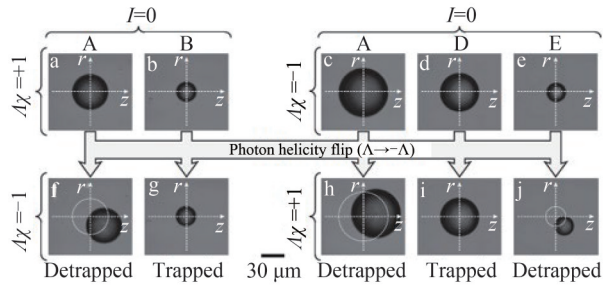 I=0 I=0
A B A D E
Λχ=+1 a r z b r z Λχ=−1 c r z d r z e r z
Photon helicity flip (Λ→−Λ)
Λχ=−1 f r z g r z Λχ=+1 h r z i r z j r z
Detrapped Trapped 30 μm Detrapped Trapped Detrapped